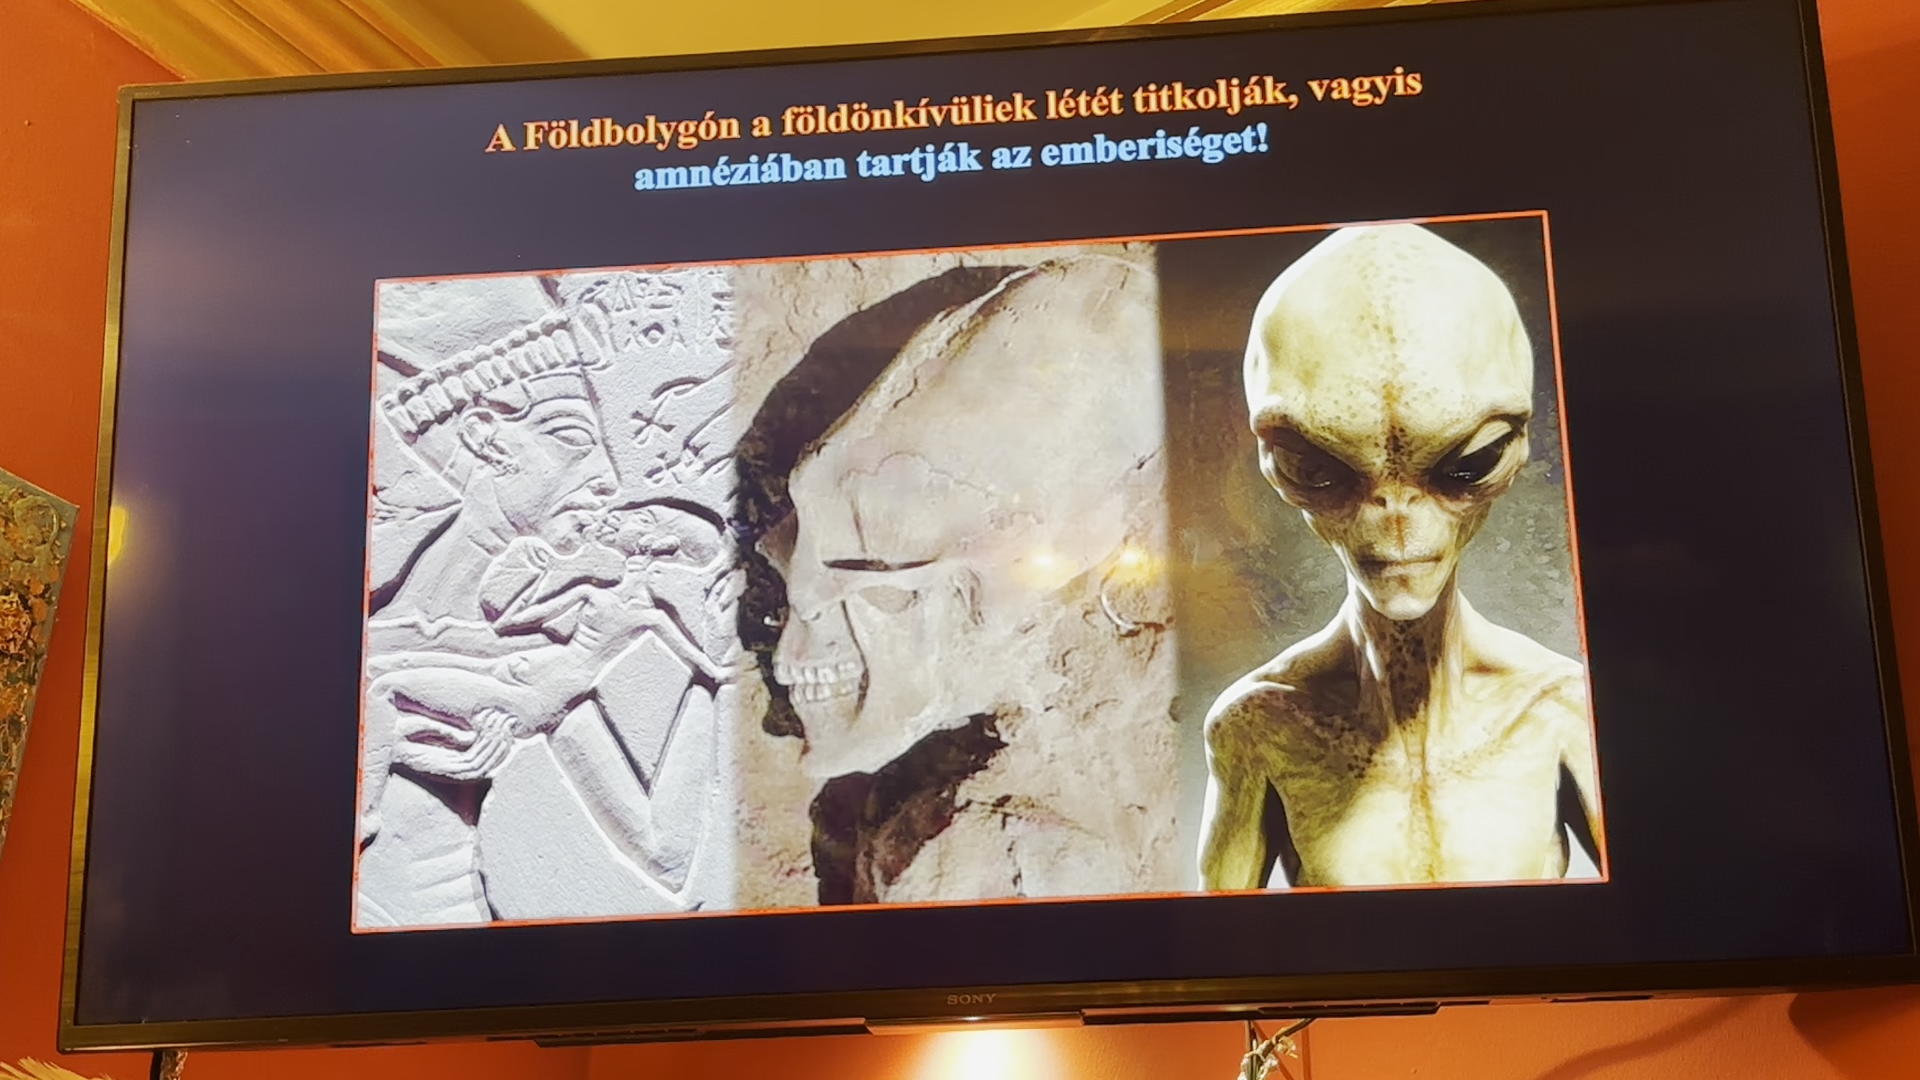 A Földbolygón a földönkívüliek létét titkolják, vagyis
amnéziában tartják az emberiséget!
SONY